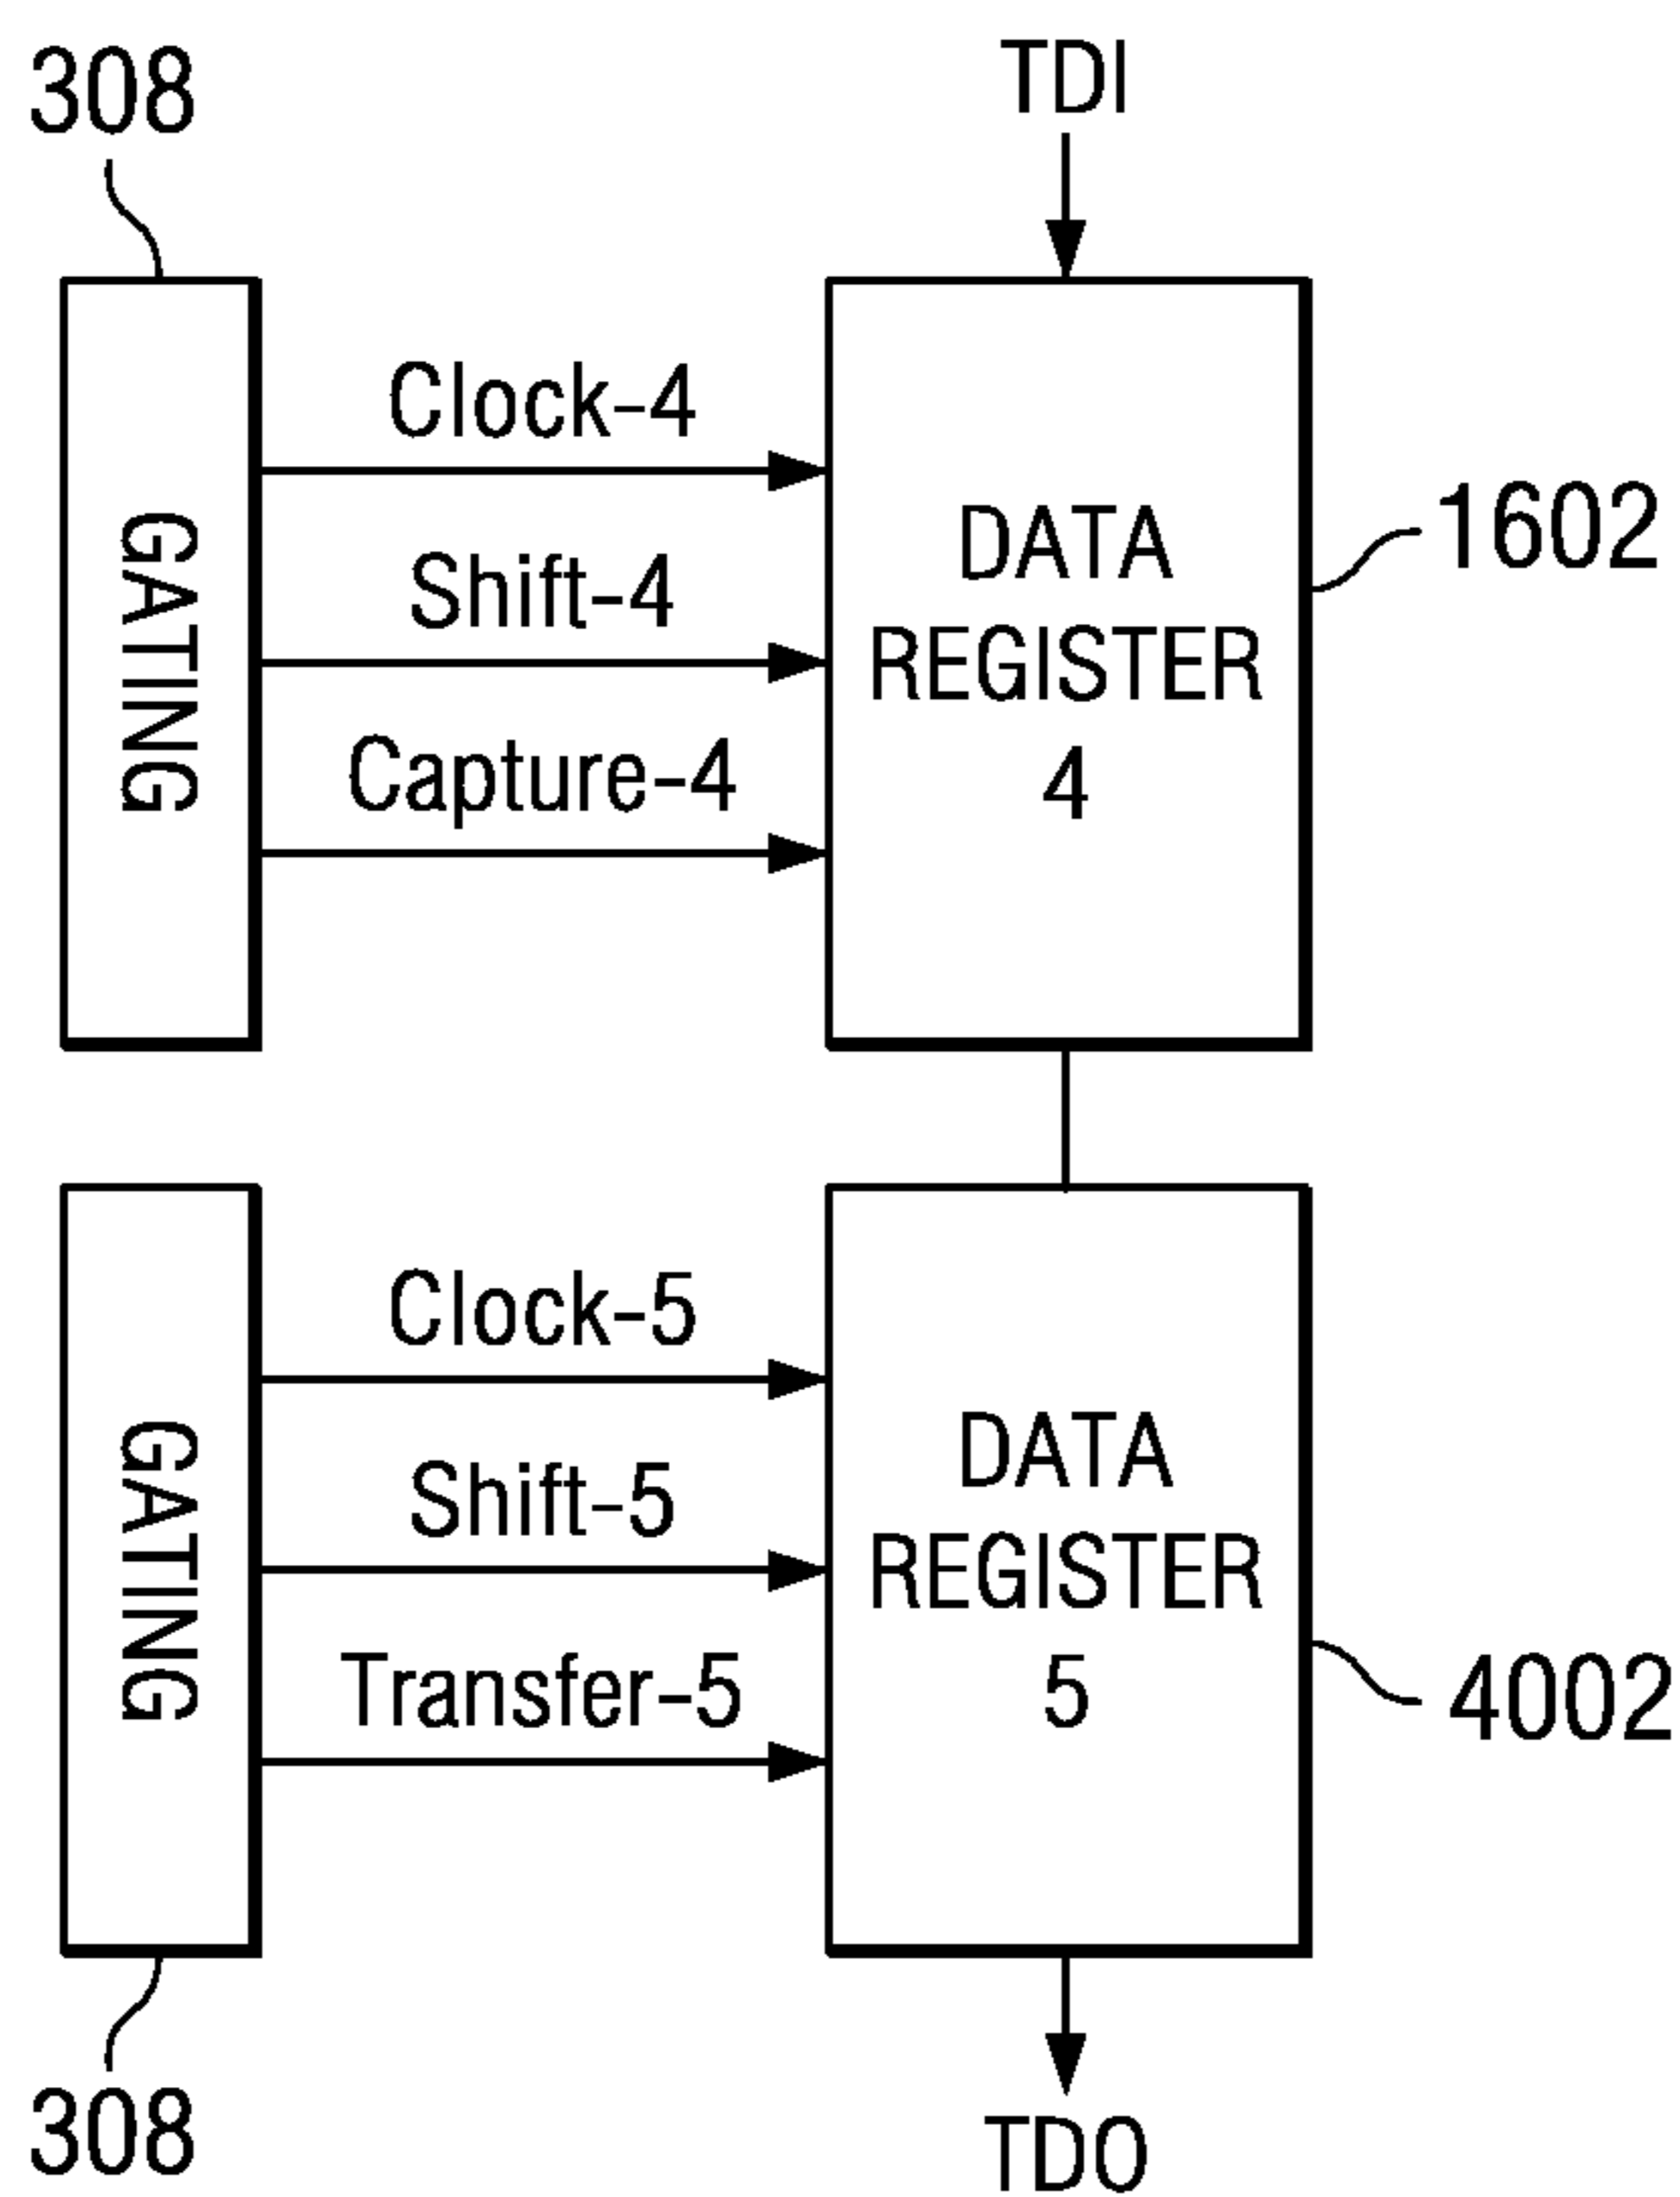 308
TDI
GATING
Clock-4
Shift-4
Capture-4
DATA
REGISTER
4
1602
GATING
Clock-5
Shift-5
Transfer-5
DATA
REGISTER
5
4002
308
TDO